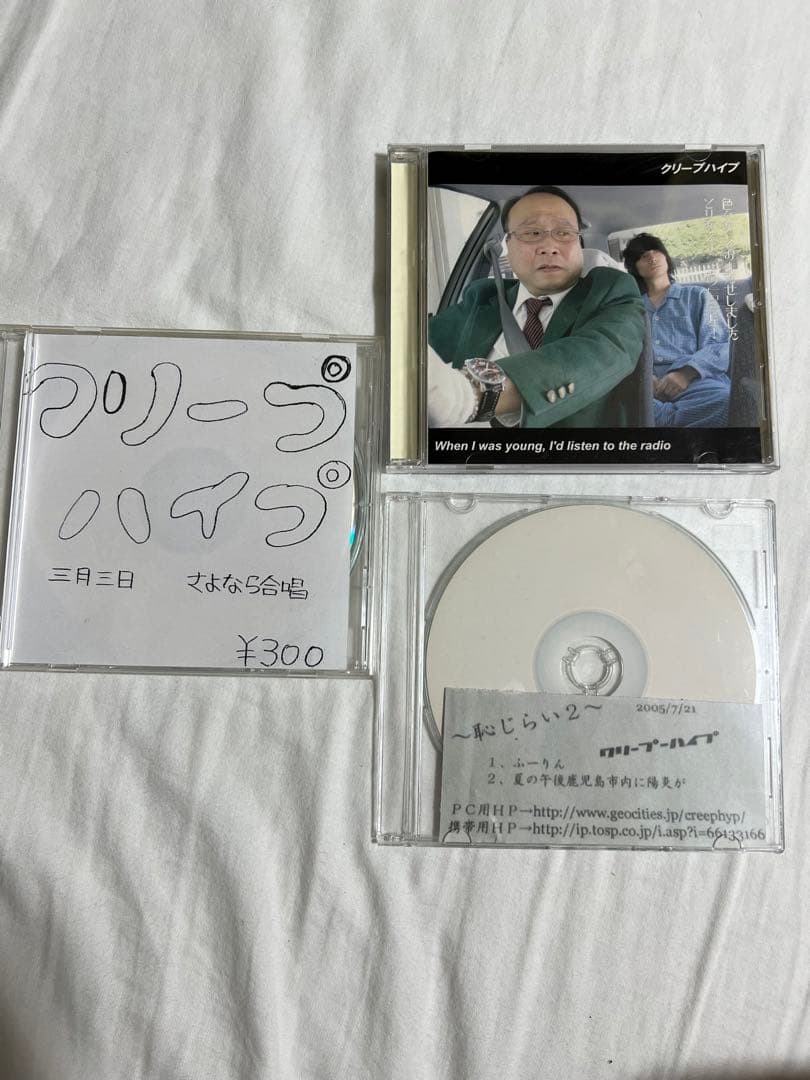 クリープ
ハイプ
三月三日 さよなら合唱
¥300
クリープハイプ
When I was young, I'd listen to the radio
~恥じらい2~ 2005/7/21
クリープーハイプ
1、ふーりん
2、夏の午後鹿児島市内に陽炎が
PC用HP→http://www.geocities.jp/creephyp/
携帯用HP→http://ip.tosp.co.jp/i.asp?i=66133166